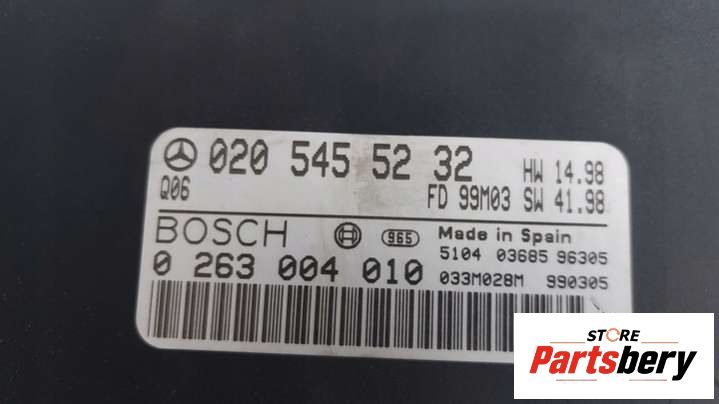 020 545 52 32 HW 14.98
Q06 FD 99M03 SW 41.98
BOSCH 965 Made in Spain
5104 03685 96305
0 263 004 010 033M028M 990305
STORE
Partsbery